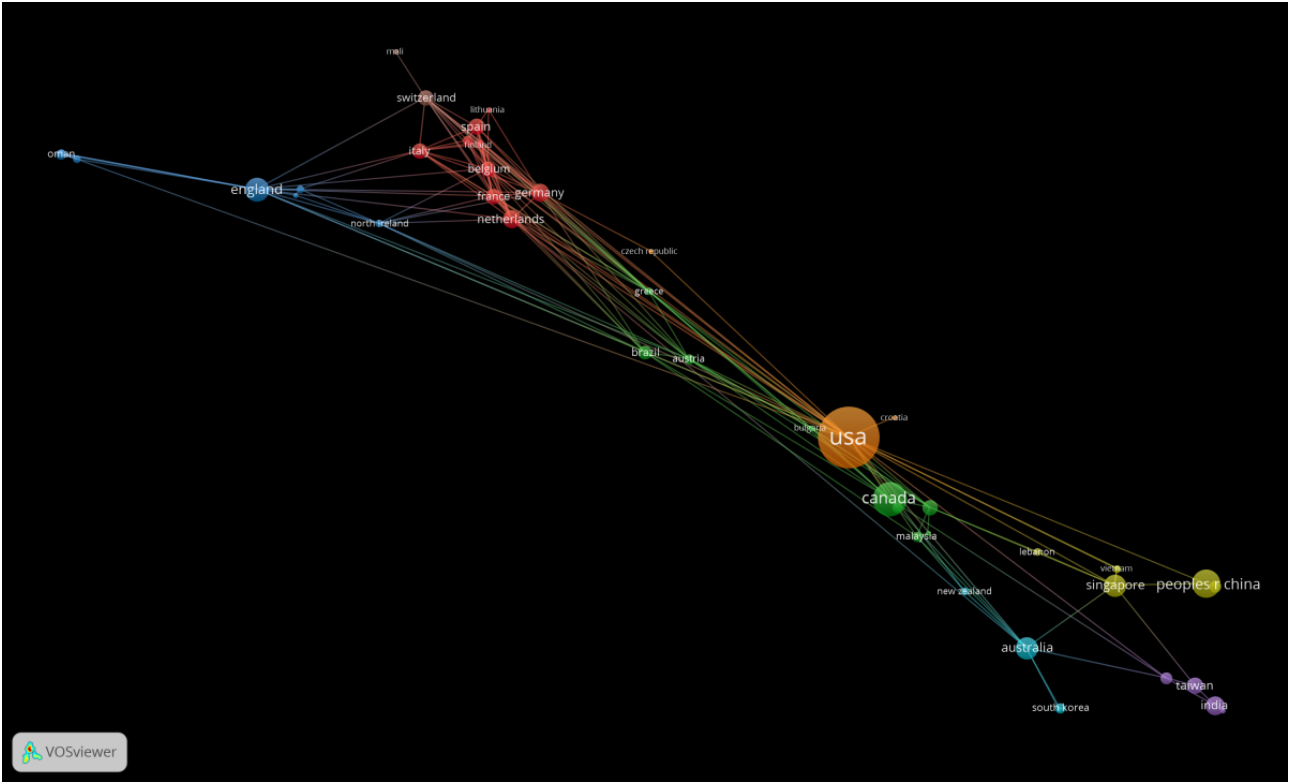 mali
switzerland
lithuania
spain
finland
italy
oman
belgium
england
france
germany
netherlands
north ireland
czech republic
greece
brazil
austria
croatia
bulgaria
usa
canada
malaysia
lebanon
vietnam
singapore
peoples r china
new zealand
australia
taiwan
india
south korea
VOSviewer